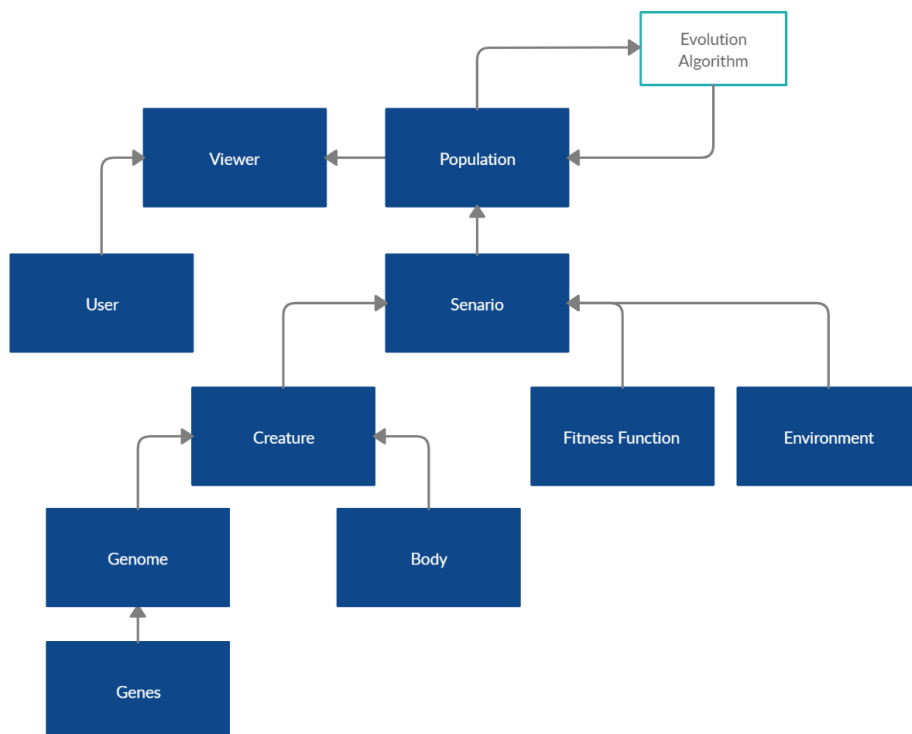 Evolution
Algorithm
Viewer
Population
User
Senario
Creature
Fitness Function
Environment
Genome
Body
Genes